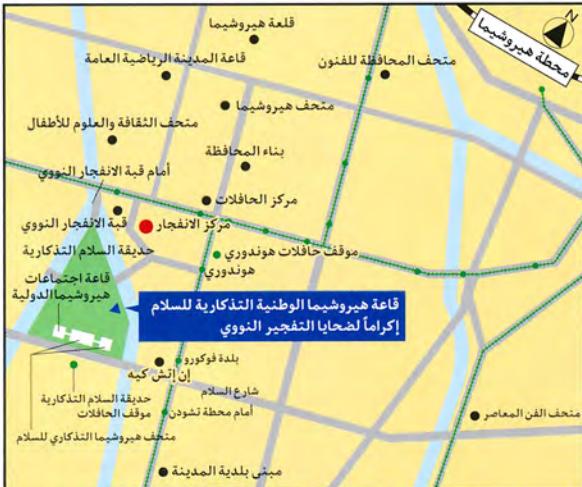 N
محطة هيروشيما
قلعة هيروشيما
قاعة المدينة الرياضية العامة
متحف المحافظة للفنون
متحف هيروشيما
متحف الثقافة والعلوم للأطفال
بناء المحافظة
أمام قبة الانفجار النووي
مركز الحافلات
قبة الانفجار النووي
مركز الانفجار
حديقة السلام التذكارية
موقف حافلات هوندوري
هوندوري
قاعة اجتماعات
هيروشيما الدولية
قاعة هيروشيما الوطنية التذكارية للسلام
إكراماً لضحايا التفجير النووي
بلدة فوكورو
إن إتش كيه
شارع السلام
حديقة السلام التذكارية
موقف الحافلات
أمام محطة تشودن
متحف الفن المعاصر
متحف هيروشيما التذكاري للسلام
مبنى بلدية المدينة